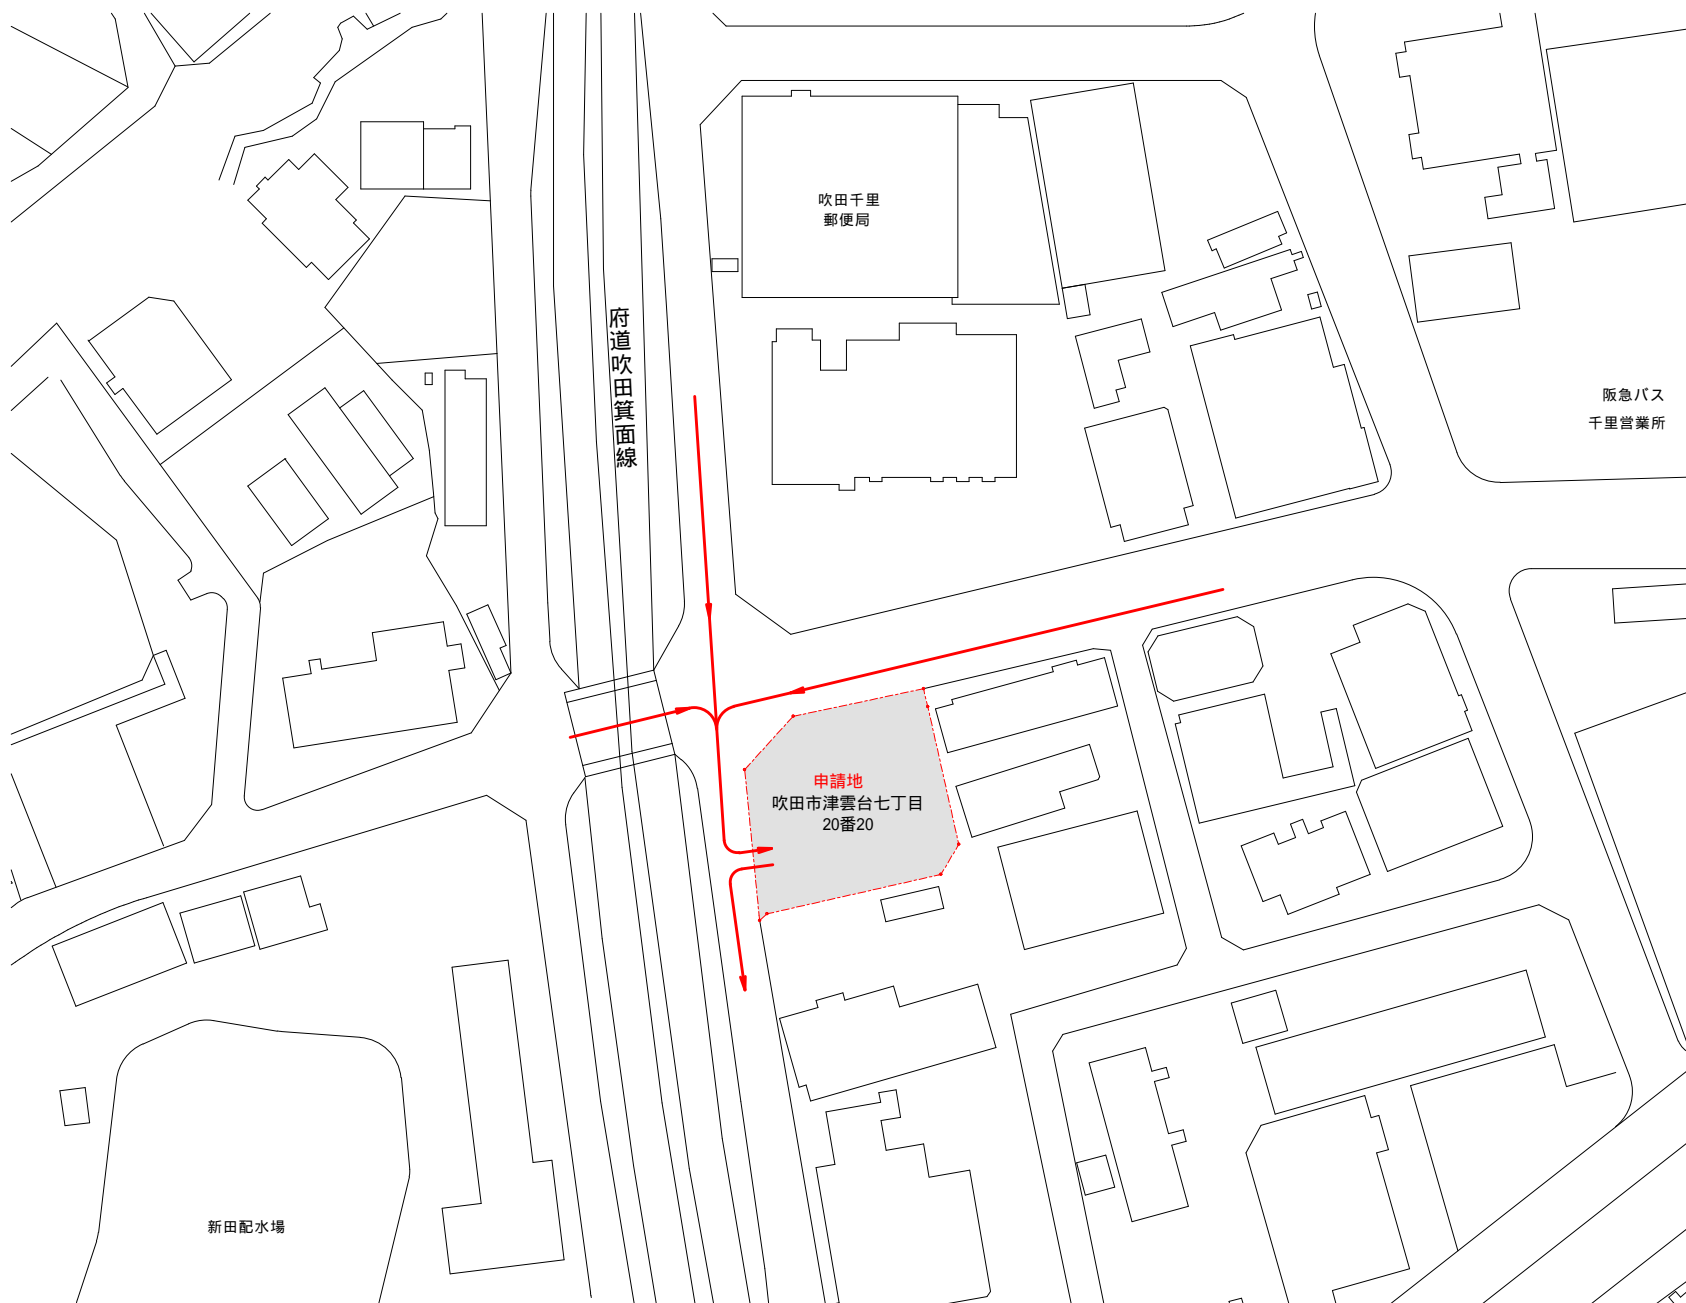 吹田千里
郵便局
府道吹田箕面線
阪急バス
千里営業所
申請地
吹田市津雲台七丁目
20番20
新田配水場